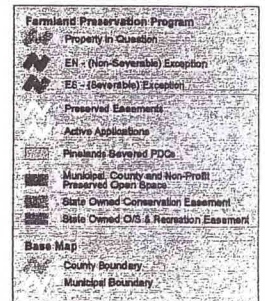 Farmland Preservation Program
Property in Question
EN - (Non-Severable) Exception
ES - (Severable) Exception
Preserved Easements
Active Applications
Pinelands Severed PDCs
Municipal, County and Non-Profit
Preserved Open Space
State Owned Conservation Easement
State Owned O/S & Recreation Easement
Base Map
County Boundary
Municipal Boundary